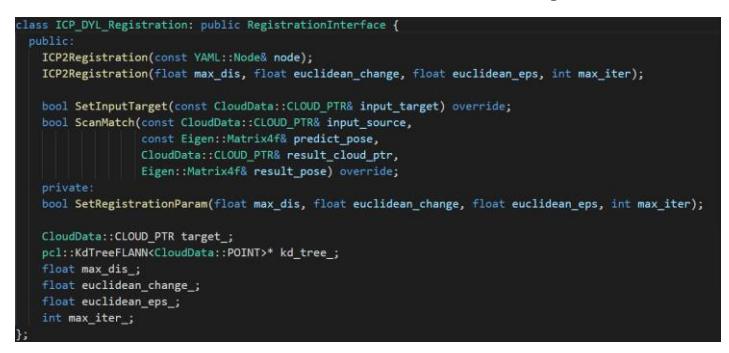 class ICP_DYL_Registration: public RegistrationInterface {
public:
ICP2Registration(const YAML::Node& node);
ICP2Registration(float max_dis, float euclidean_change, float euclidean_eps, int max_iter);
bool SetInputTarget(const CloudData::CLOUD_PTR& input_target) override;
bool ScanMatch(const CloudData::CLOUD_PTR& input_source,
const Eigen::Matrix4f& predict_pose,
CloudData::CLOUD_PTR& result_cloud_ptr,
Eigen::Matrix4f& result_pose) override;
private:
bool SetRegistrationParam(float max_dis, float euclidean_change, float euclidean_eps, int max_iter);
CloudData::CLOUD_PTR target_;
pcl::KdTreeFLANN<CloudData::POINT>* kd_tree_;
float max_dis_;
float euclidean_change_;
float euclidean_eps_;
int max_iter_;
};